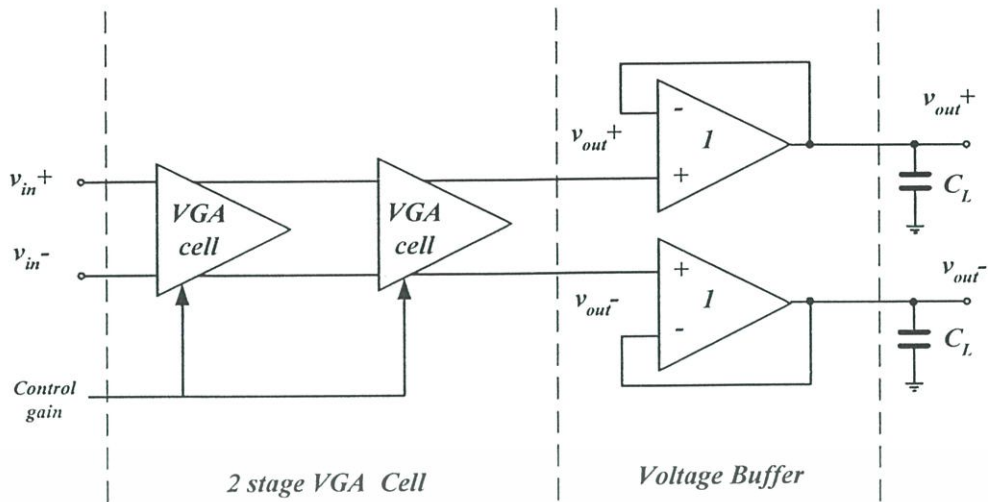 v_out+
v_out+
-
1
+
C_L
v_in+
VGA
cell
VGA
cell
v_in-
+
1
-
v_out-
v_out-
C_L
Control
gain
2 stage VGA Cell
Voltage Buffer